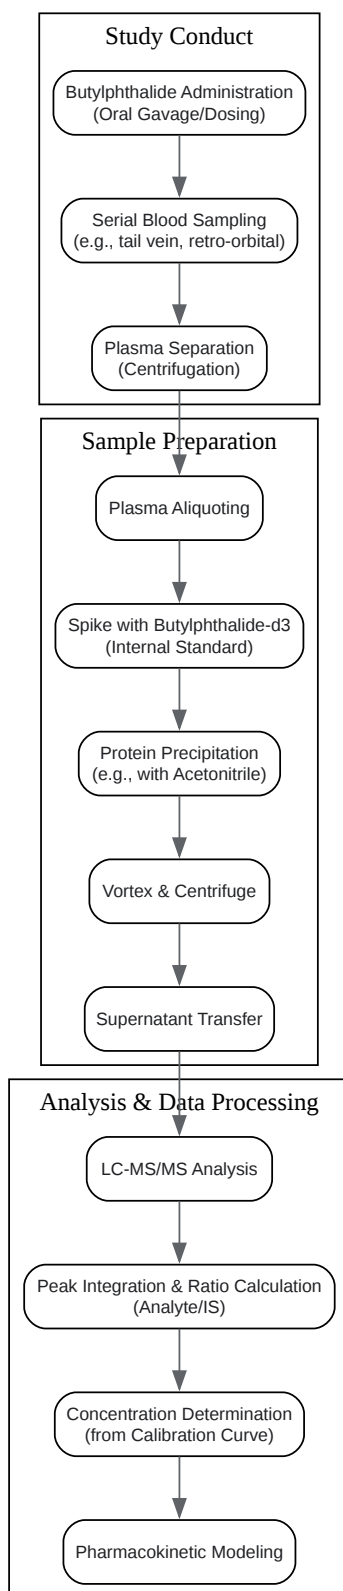 Study Conduct
Butylphthalide Administration
(Oral Gavage/Dosing)
Serial Blood Sampling
(e.g., tail vein, retro-orbital)
Plasma Separation
(Centrifugation)
Sample Preparation
Plasma Aliquoting
Spike with Butylphthalide-d3
(Internal Standard)
Protein Precipitation
(e.g., with Acetonitrile)
Vortex & Centrifuge
Supernatant Transfer
Analysis & Data Processing
LC-MS/MS Analysis
Peak Integration & Ratio Calculation
(Analyte/IS)
Concentration Determination
(from Calibration Curve)
Pharmacokinetic Modeling